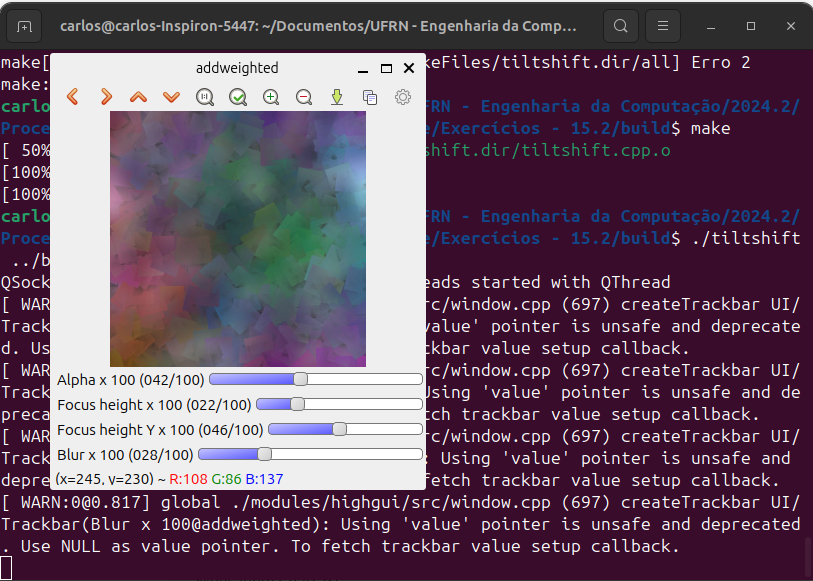 carlos@carlos-Inspiron-5447: ~/Documentos/UFRN - Engenharia da Comp...
make[ keFiles/tiltshift.dir/all] Erro 2
make:
carlo FRN - Engenharia da Computação/2024.2/
Proce e/Exercícios - 15.2/build$ make
[ 50% shift.dir/tiltshift.cpp.o
[100%
[100%
carlo FRN - Engenharia da Computação/2024.2/
Proce e/Exercícios - 15.2/build$ ./tiltshift
../b
QSock eads started with QThread
[ WAR rc/window.cpp (697) createTrackbar UI/
Track value' pointer is unsafe and deprecate
d. Us ckbar value setup callback.
[ WAR rc/window.cpp (697) createTrackbar UI/
Track Using 'value' pointer is unsafe and de
preca tch trackbar value setup callback.
[ WAR rc/window.cpp (697) createTrackbar UI/
Track : Using 'value' pointer is unsafe and
depre fetch trackbar value setup callback.
[ WARN:0@0.817] global ./modules/highgui/src/window.cpp (697) createTrackbar UI/
Trackbar(Blur x 100@addweighted): Using 'value' pointer is unsafe and deprecated
. Use NULL as value pointer. To fetch trackbar value setup callback.
addweighted
1:1
Alpha x 100 (042/100)
Focus height x 100 (022/100)
Focus height Y x 100 (046/100)
Blur x 100 (028/100)
(x=245, y=230) ~ R:108 G:86 B:137